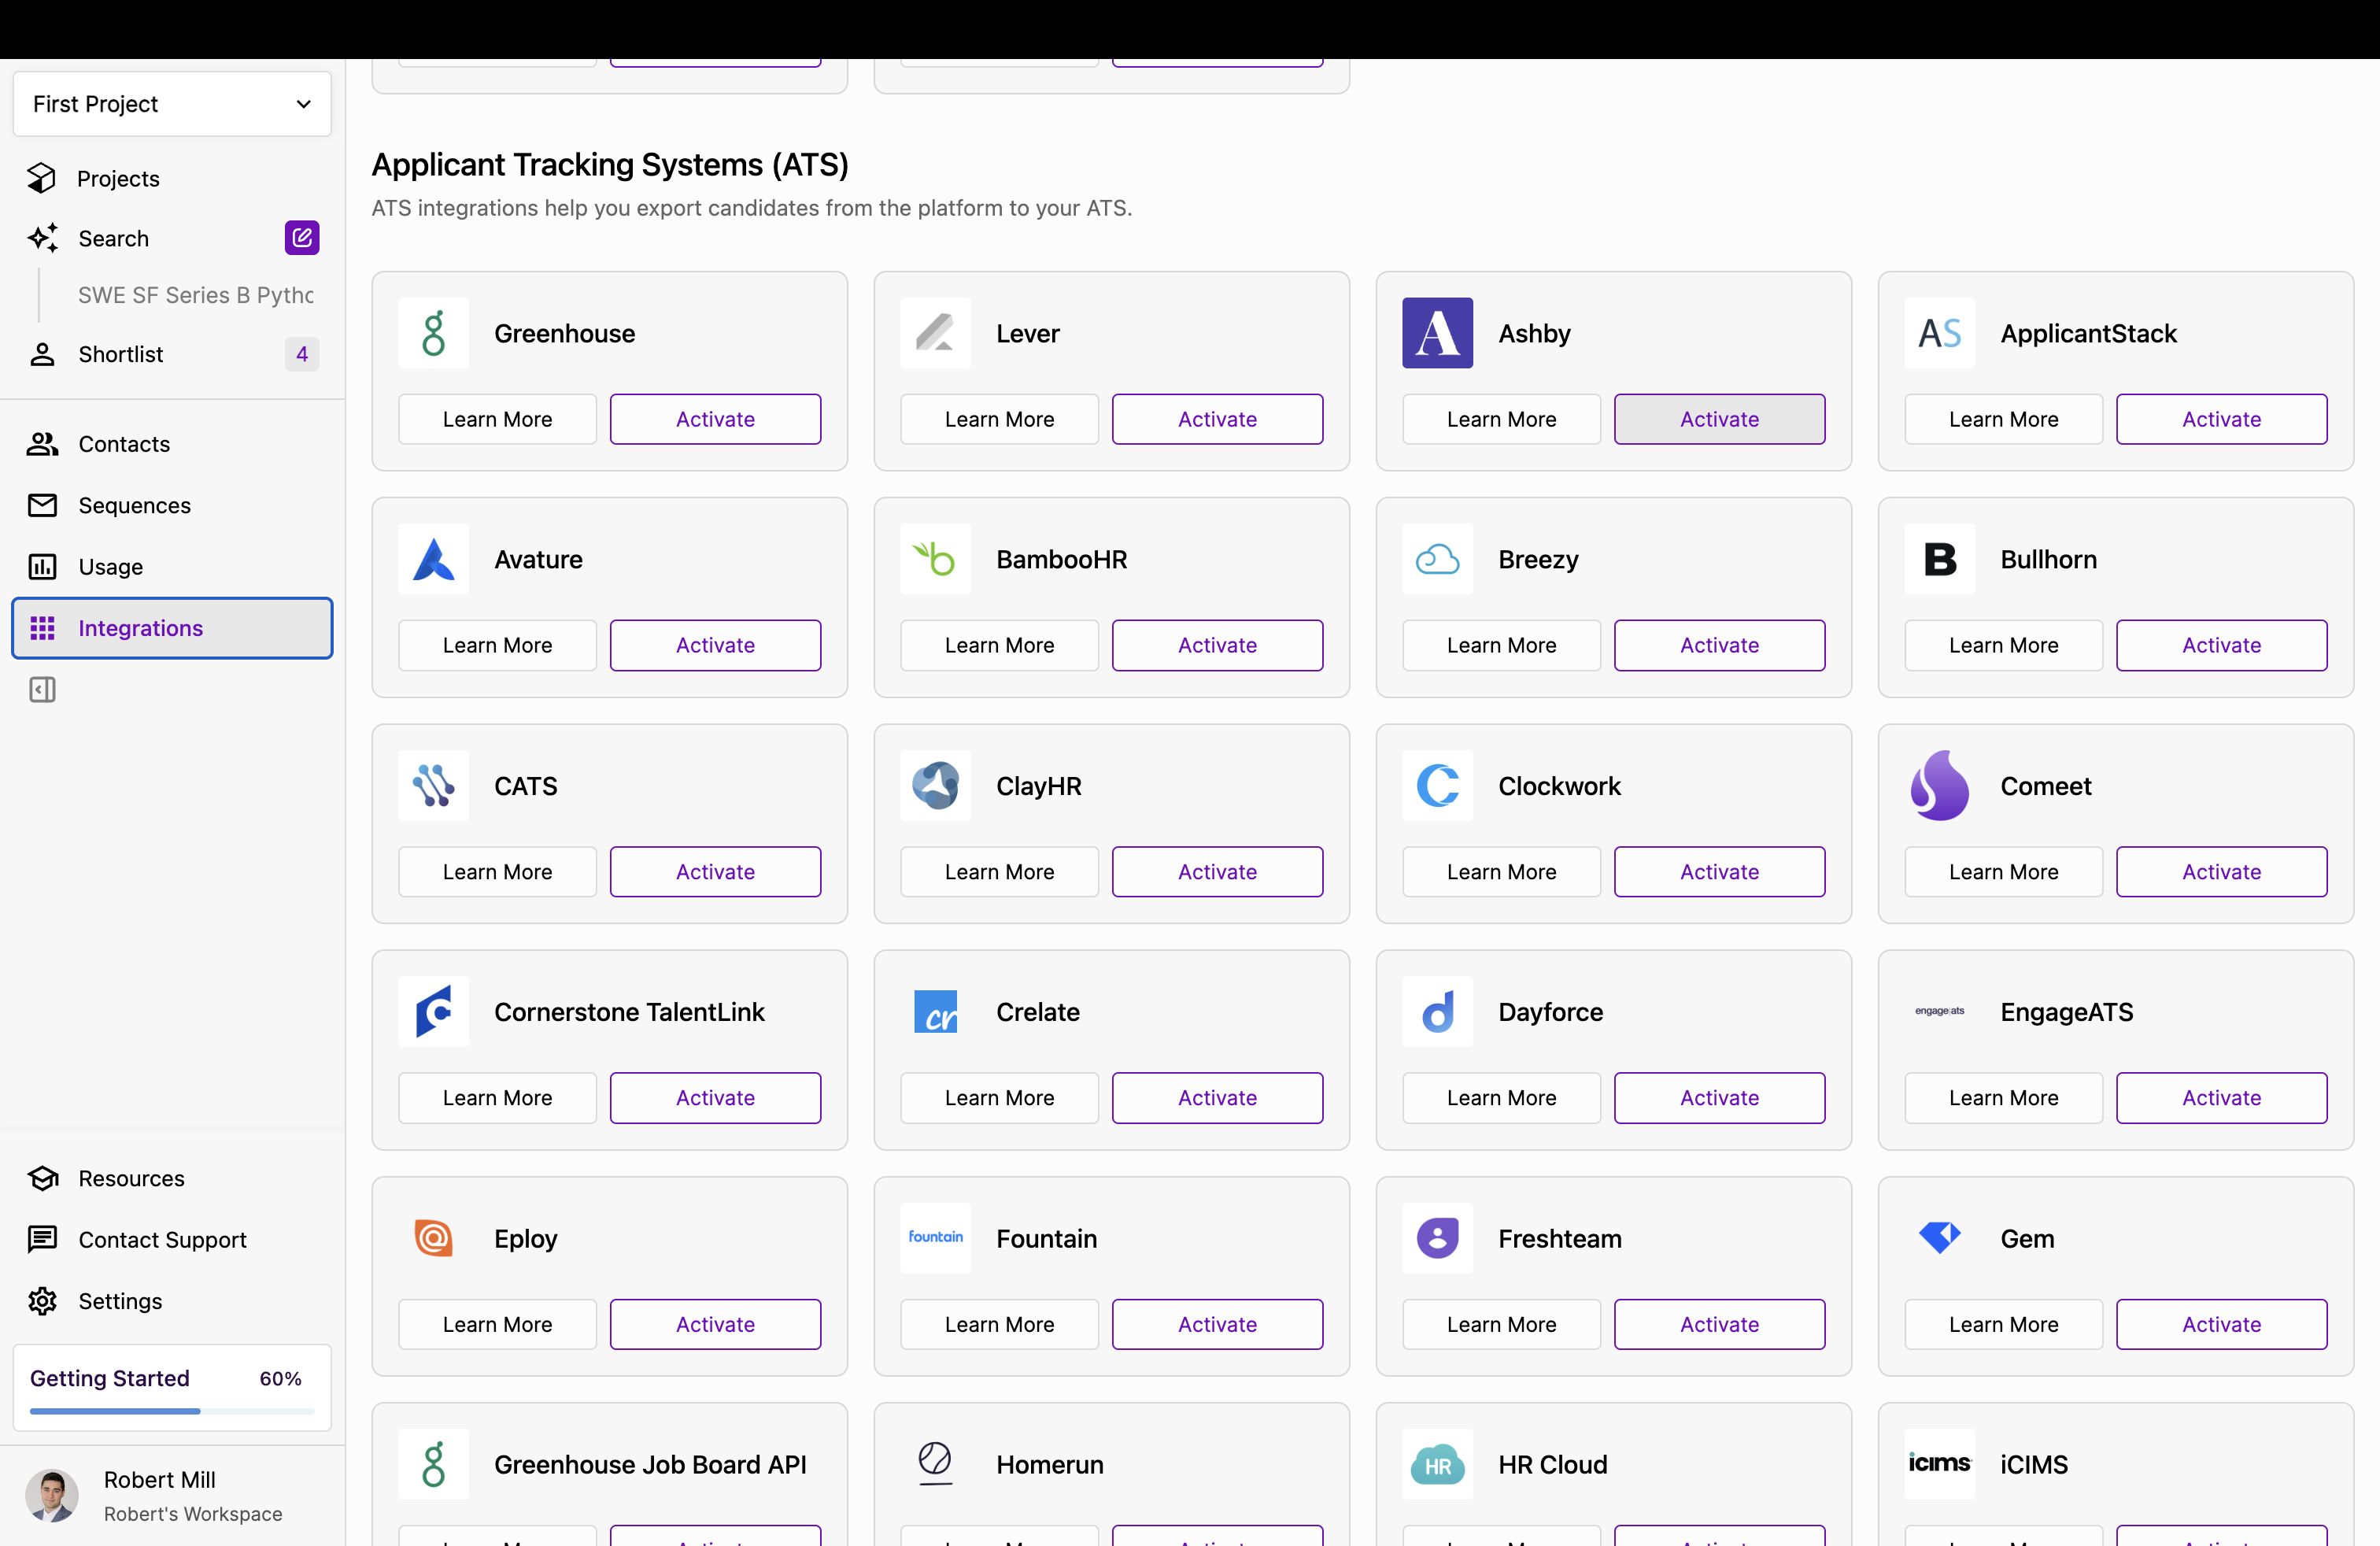 First Project
Projects
Search
SWE SF Series B Pythc
Shortlist
4
Contacts
Sequences
Usage
Integrations
Resources
Contact Support
Settings
Getting Started 60%
Robert Mill
Robert's Workspace
Applicant Tracking Systems (ATS)
ATS integrations help you export candidates from the platform to your ATS.
Greenhouse
Learn More Activate
Lever
Learn More Activate
A
Ashby
Learn More Activate
AS
ApplicantStack
Learn More Activate
Avature
Learn More Activate
b
BambooHR
Learn More Activate
Breezy
Learn More Activate
B
Bullhorn
Learn More Activate
CATS
Learn More Activate
ClayHR
Learn More Activate
C
Clockwork
Learn More Activate
Comeet
Learn More Activate
C
Cornerstone TalentLink
Learn More Activate
cr
Crelate
Learn More Activate
d
Dayforce
Learn More Activate
engage|ats
EngageATS
Learn More Activate
Eploy
Learn More Activate
fountain
Fountain
Learn More Activate
Freshteam
Learn More Activate
Gem
Learn More Activate
Greenhouse Job Board API
Homerun
HR
HR Cloud
icims
iCIMS